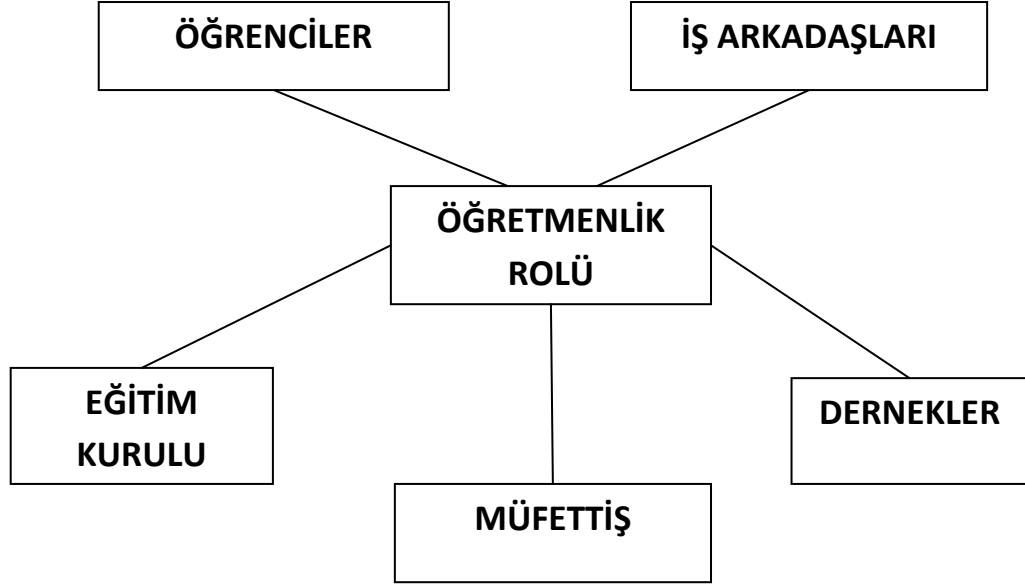 ÖĞRENCİLER
İŞ ARKADAŞLARI
ÖĞRETMENLİK
ROLÜ
EĞİTİM
KURULU
DERNEKLER
MÜFETTİŞ